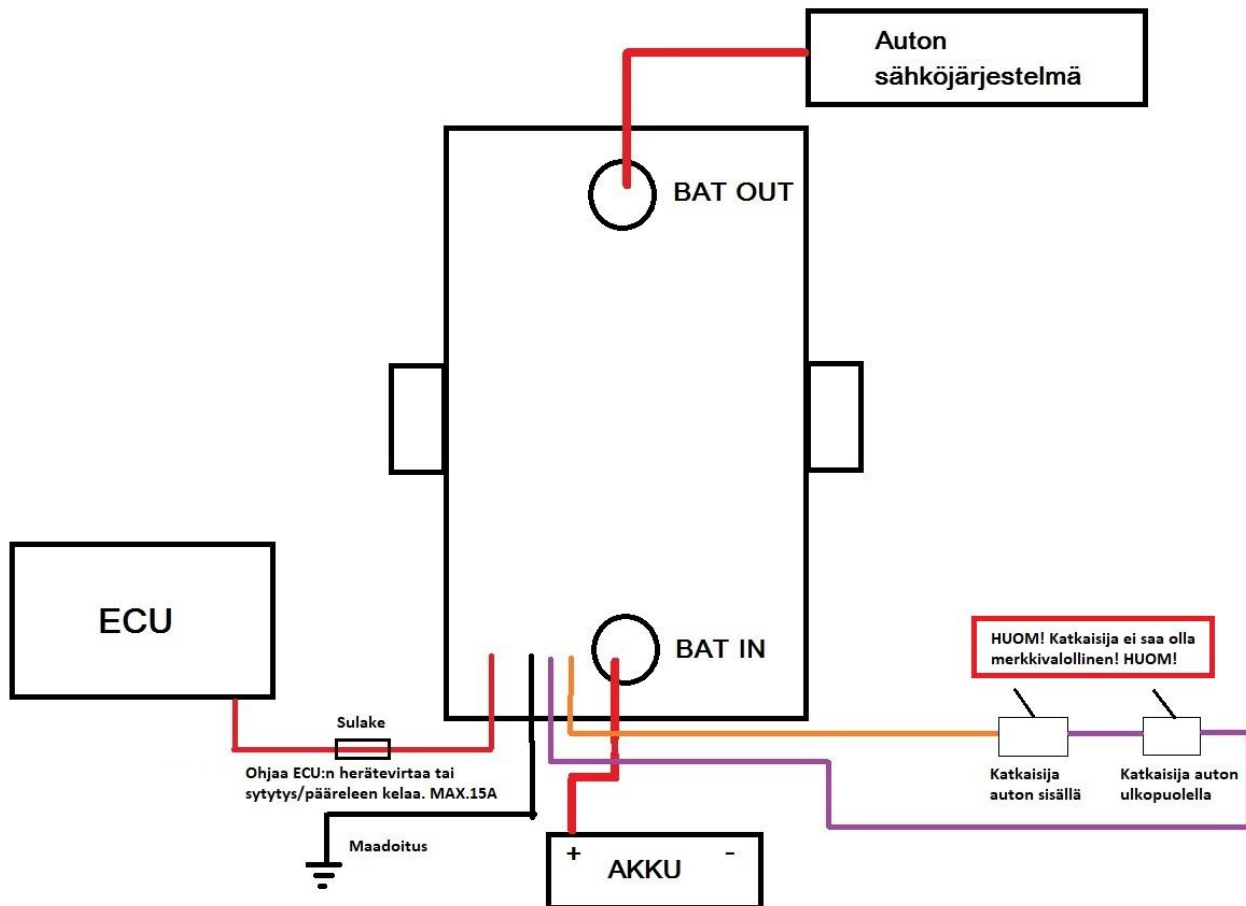 Auton
sähköjärjestelmä
BAT OUT
ECU
BAT IN
HUOM! Katkaisija ei saa olla
merkkivalollinen! HUOM!
Sulake
Ohjaa ECU:n herätevirtaa tai
sytytys/pääreleen kelaa. MAX.15A
Katkaisija
auton sisällä
Katkaisija auton
ulkopuolella
Maadoitus
+ -
AKKU